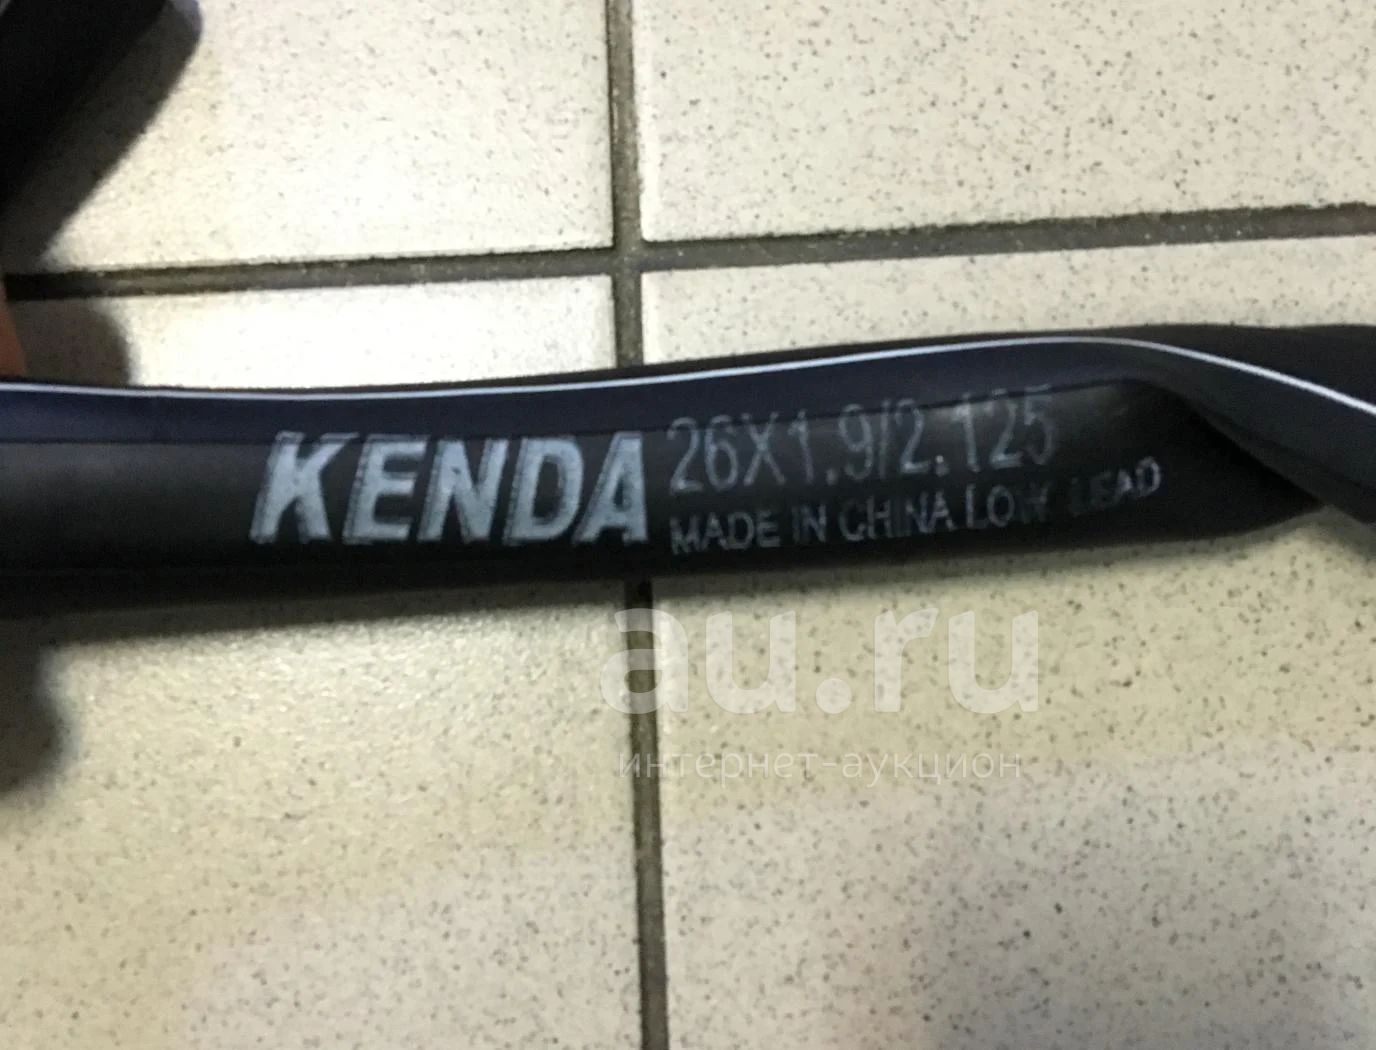 KENDA 26X1.9/2.125
MADE IN CHINA LOW LEAD
au.ru
интернет-аукцион